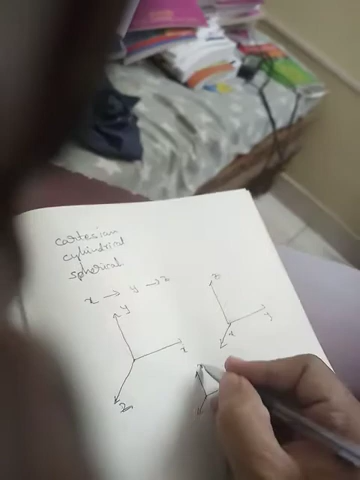 cartesian
cylindrical
spherical
x → y → z
y
x
z
z
y
x